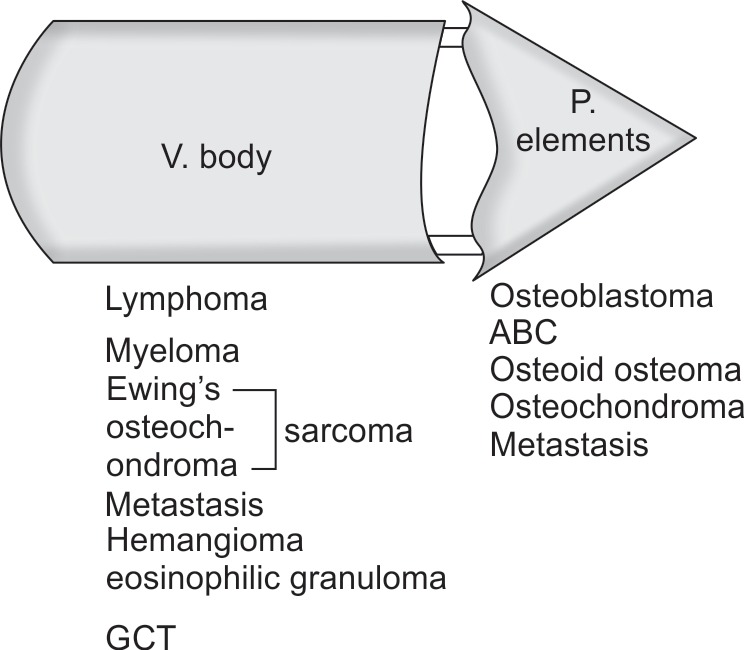 V. body
P.
elements
Lymphoma
Myeloma
Ewing's
osteoch-
ondroma
sarcoma
Metastasis
Hemangioma
eosinophilic granuloma
GCT
Osteoblastoma
ABC
Osteoid osteoma
Osteochondroma
Metastasis